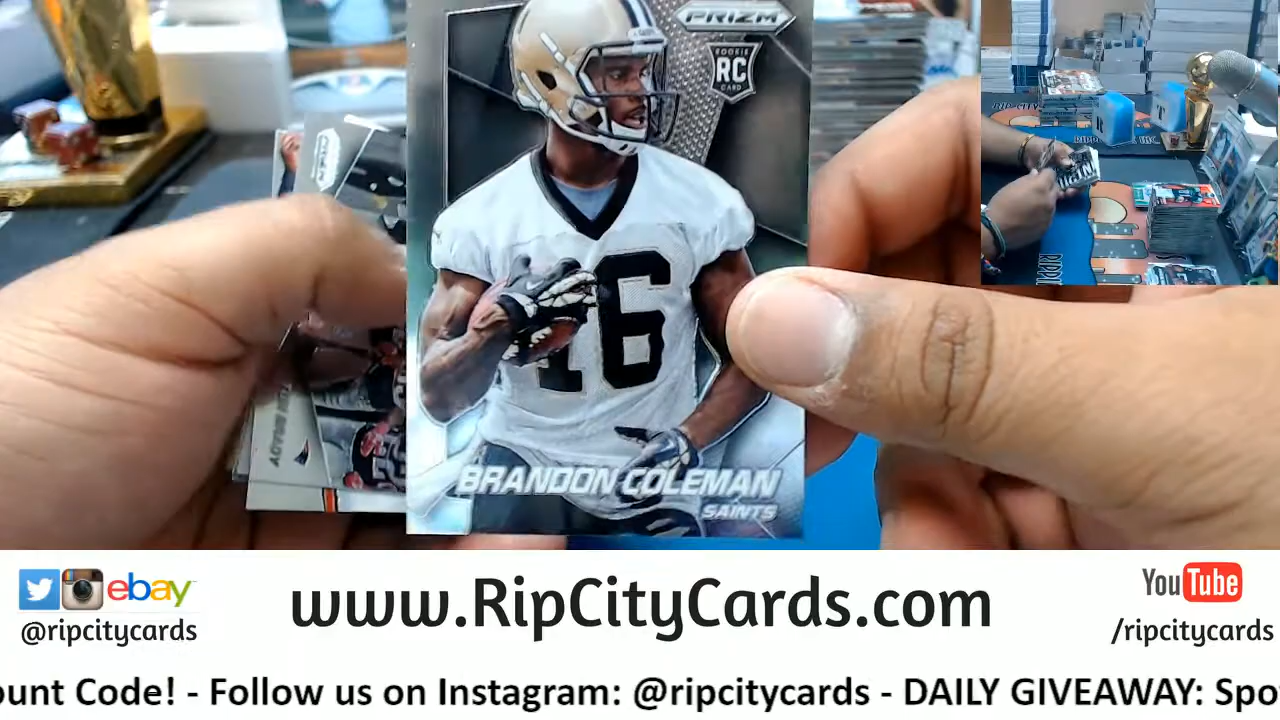 PRIZM
ROOKIE
RC
CARD
16
BRANDON COLEMAN
SAINTS
PRIZM
ebay
@ripcitycards
www.RipCityCards.com
YouTube
/ripcitycards
ount Code! - Follow us on Instagram: @ripcitycards - DAILY GIVEAWAY: Spo